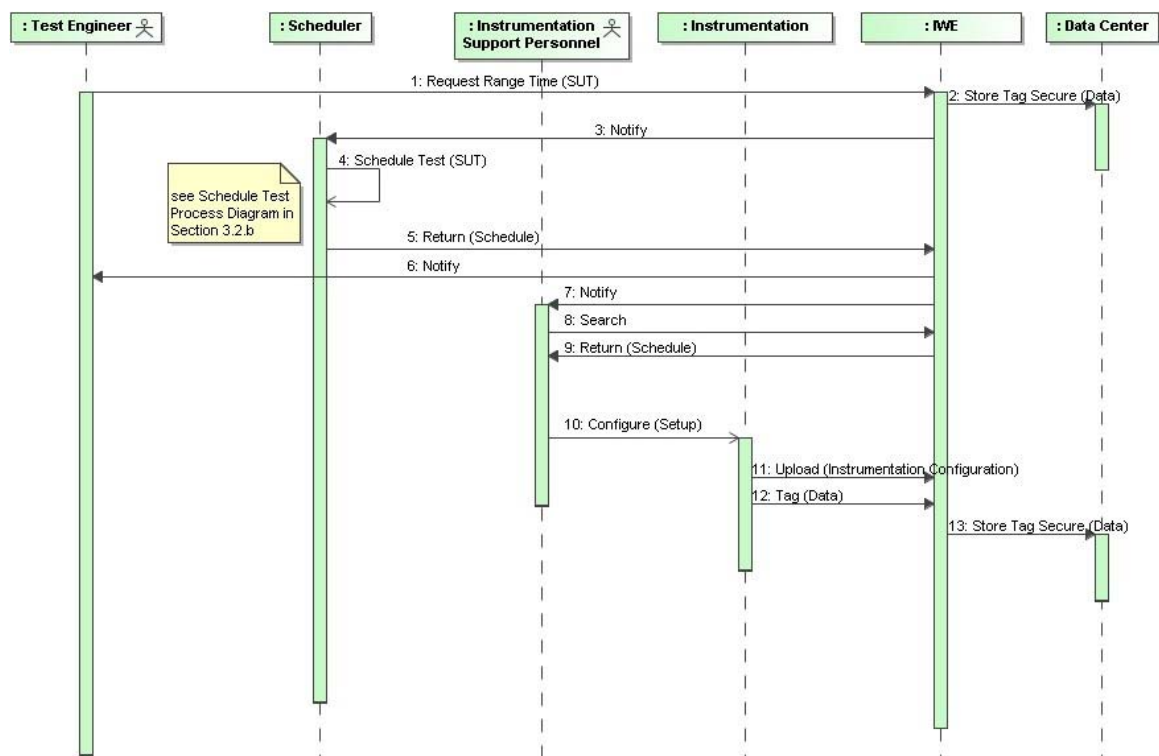 : Test Engineer
: Scheduler
: Instrumentation
Support Personnel
: Instrumentation
: IWE
: Data Center
1: Request Range Time (SUT)
2: Store Tag Secure (Data)
3: Notify
4: Schedule Test (SUT)
see Schedule Test
Process Diagram in
Section 3.2.b
5: Return (Schedule)
6: Notify
7: Notify
8: Search
9: Return (Schedule)
10: Configure (Setup)
11: Upload (Instrumentation Configuration)
12: Tag (Data)
13: Store Tag Secure (Data)